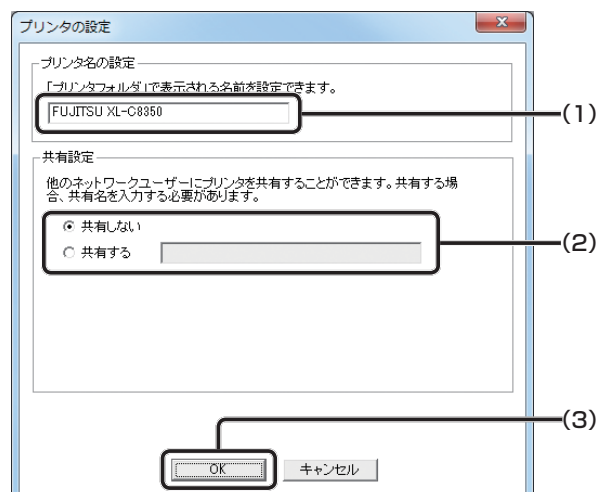 プリンタの設定
プリンタ名の設定
「プリンタフォルダ」で表示される名前を設定できます。
FUJITSU XL-C8350
(1)
共有設定
他のネットワークユーザーにプリンタを共有することができます。共有する場
合、共有名を入力する必要があります。
共有しない
共有する
(2)
(3)
OK
キャンセル